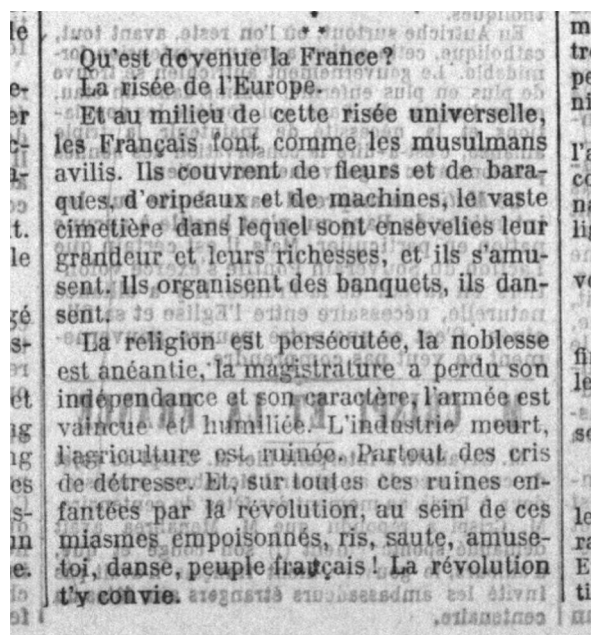 Qu'est devenue la France?
La risée de l'Europe.
Et au milieu de cette risée universelle,
les Français font comme les musulmans
avilis. Ils couvrent de fleurs et de bara-
ques, d'oripeaux et de machines, le vaste
cimetière dans lequel sont ensevelies leur
grandeur et leurs richesses, et ils s'amu-
sent. Ils organisent des banquets, ils dan-
sent.
La religion est persécutée, la noblesse
est anéantie, la magistrature a perdu son
indépendance et son caractère, l'armée est
vaincue et humiliée. L'industrie meurt,
l'agriculture est ruinée. Partout des cris
de détresse. Et, sur toutes ces ruines en-
fantées par la révolution, au sein de ces
miasmes empoisonnés, ris, saute, amuse-
toi, danse, peuple français ! La révolution
t'y convie.